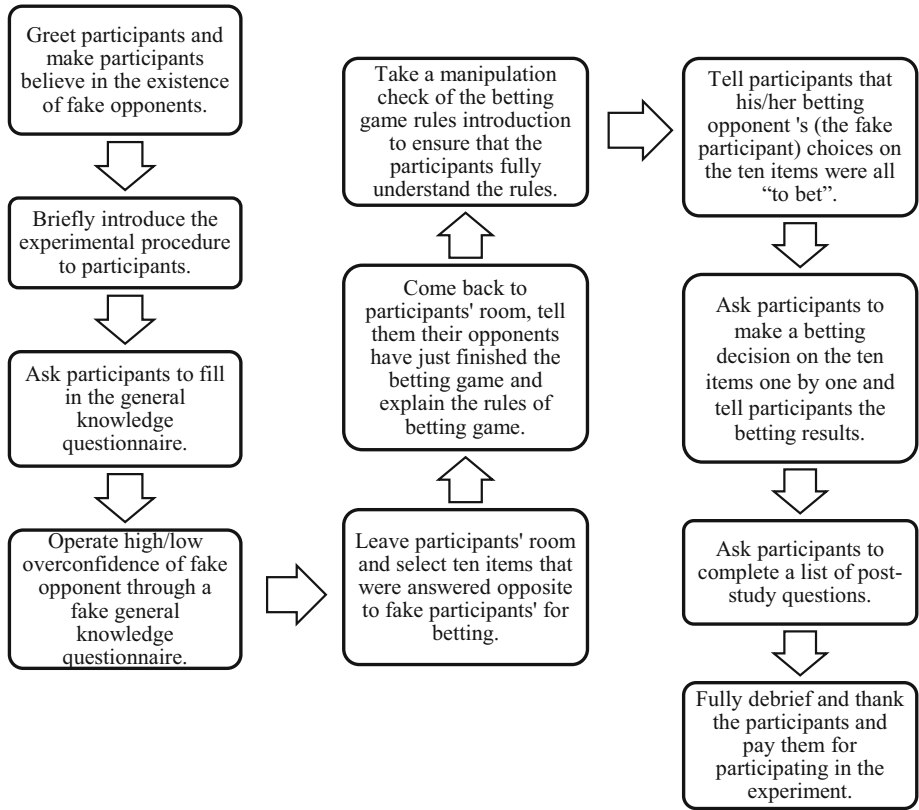 Greet participants and
make participants
believe in the existence
of fake opponents.
Briefly introduce the
experimental procedure
to participants.
Ask participants to fill
in the general
knowledge
questionnaire.
Operate high/low
overconfidence of fake
opponent through a
fake general
knowledge
questionnaire.
Leave participants' room
and select ten items that
were answered opposite
to fake participants' for
betting.
Come back to
participants' room, tell
them their opponents
have just finished the
betting game and
explain the rules of
betting game.
Take a manipulation
check of the betting
game rules introduction
to ensure that the
participants fully
understand the rules.
Tell participants that
his/her betting
opponent 's (the fake
participant) choices on
the ten items were all
“to bet”.
Ask participants to
make a betting
decision on the ten
items one by one and
tell participants the
betting results.
Ask participants to
complete a list of post-
study questions.
Fully debrief and thank
the participants and
pay them for
participating in the
experiment.